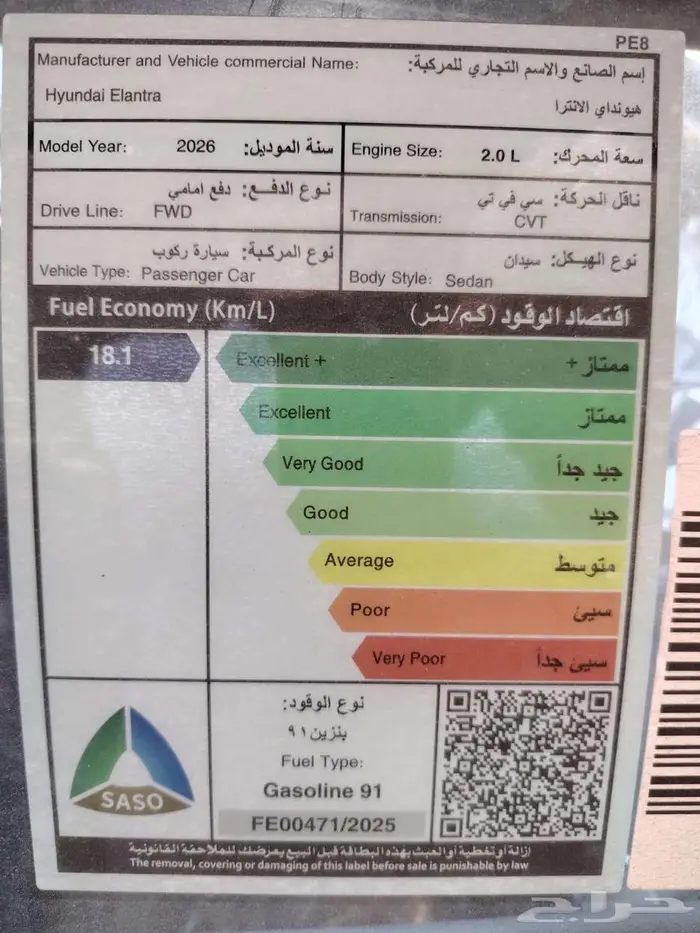 PE8
Manufacturer and Vehicle commercial Name:
إسم الصانع والاسم التجاري للمركبة:
Hyundai Elantra
هيونداي الانترا
Model Year: 2026 سنة الموديل:
Engine Size: 2.0 L سعة المحرك:
نوع الدفع: دفع امامي
Drive Line: FWD
ناقل الحركة: سي في تي
Transmission: CVT
نوع المركبة: سيارة ركوب
Vehicle Type: Passenger Car
نوع الهيكل: سيدان
Body Style: Sedan
Fuel Economy (Km/L) اقتصاد الوقود (كم/لتر)
18.1
Excellent + ممتاز +
Excellent ممتاز
Very Good جيد جداً
Good جيد
Average متوسط
Poor سيئ
Very Poor سيئ جداً
SASO
نوع الوقود:
بنزين ٩١
Fuel Type:
Gasoline 91
FE00471/2025
إزالة أو تغطية أو العبث بهذه البطاقة قبل البيع يعرضك للملاحقة القانونية
The removal, covering or damaging of this label before sale is punishable by law
حراج